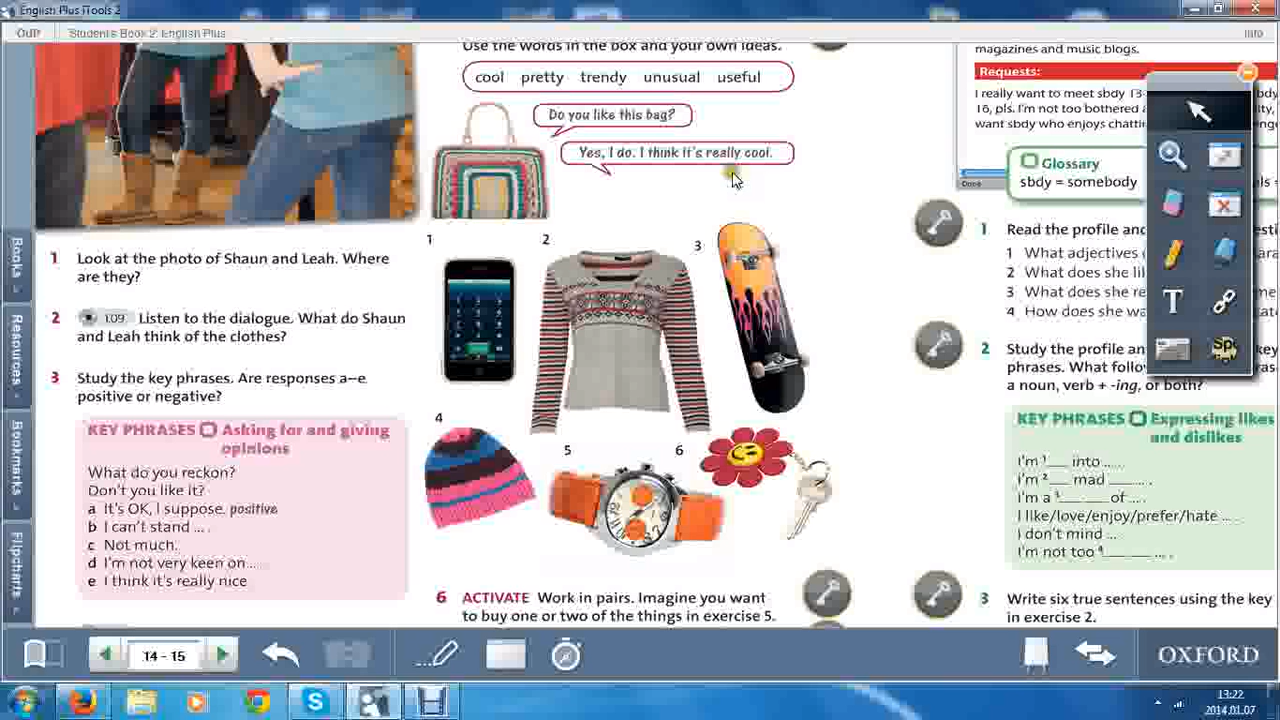 English Plus iTools 2
Students Book 2: English Plus
Info
Use the words in the box and your own ideas.
cool pretty trendy unusual useful
Do you like this bag?
Yes, I do. I think it's really cool.
1
2
3
4
5
6
1 Look at the photo of Shaun and Leah. Where
are they?
2 1.09 Listen to the dialogue. What do Shaun
and Leah think of the clothes?
3 Study the key phrases. Are responses a–e
positive or negative?
KEY PHRASES Asking for and giving
opinions
What do you reckon?
Don't you like it?
a It's OK, I suppose. positive
b I can't stand ... .
c Not much.
d I'm not very keen on ... .
e I think it's really nice
6 ACTIVATE Work in pairs. Imagine you want
to buy one or two of the things in exercise 5.
magazines and music blogs.
Requests:
I really want to meet sbdy 13-
16, pls. I'm not too bothered a
want sbdy who enjoys chatti
Done
Glossary
sbdy = somebody
1 Read the profile and
1 What adjectives
2 What does she li
3 What does she re
4 How does she wa
2 Study the profile an key
phrases. What follo
a noun, verb + -ing, or both?
KEY PHRASES Expressing likes
and dislikes
I'm 1___ into ... .
I'm 2___ mad ___ ... .
I'm a 3___ ___ of ... .
I like/love/enjoy/prefer/hate ...
I don't mind ...
I'm not too 4___ ___ ... .
3 Write six true sentences using the key
in exercise 2.
T
Books
Resources
Bookmarks
Flipcharts
14 - 15
OXFORD
S
13:22
2014.01.07